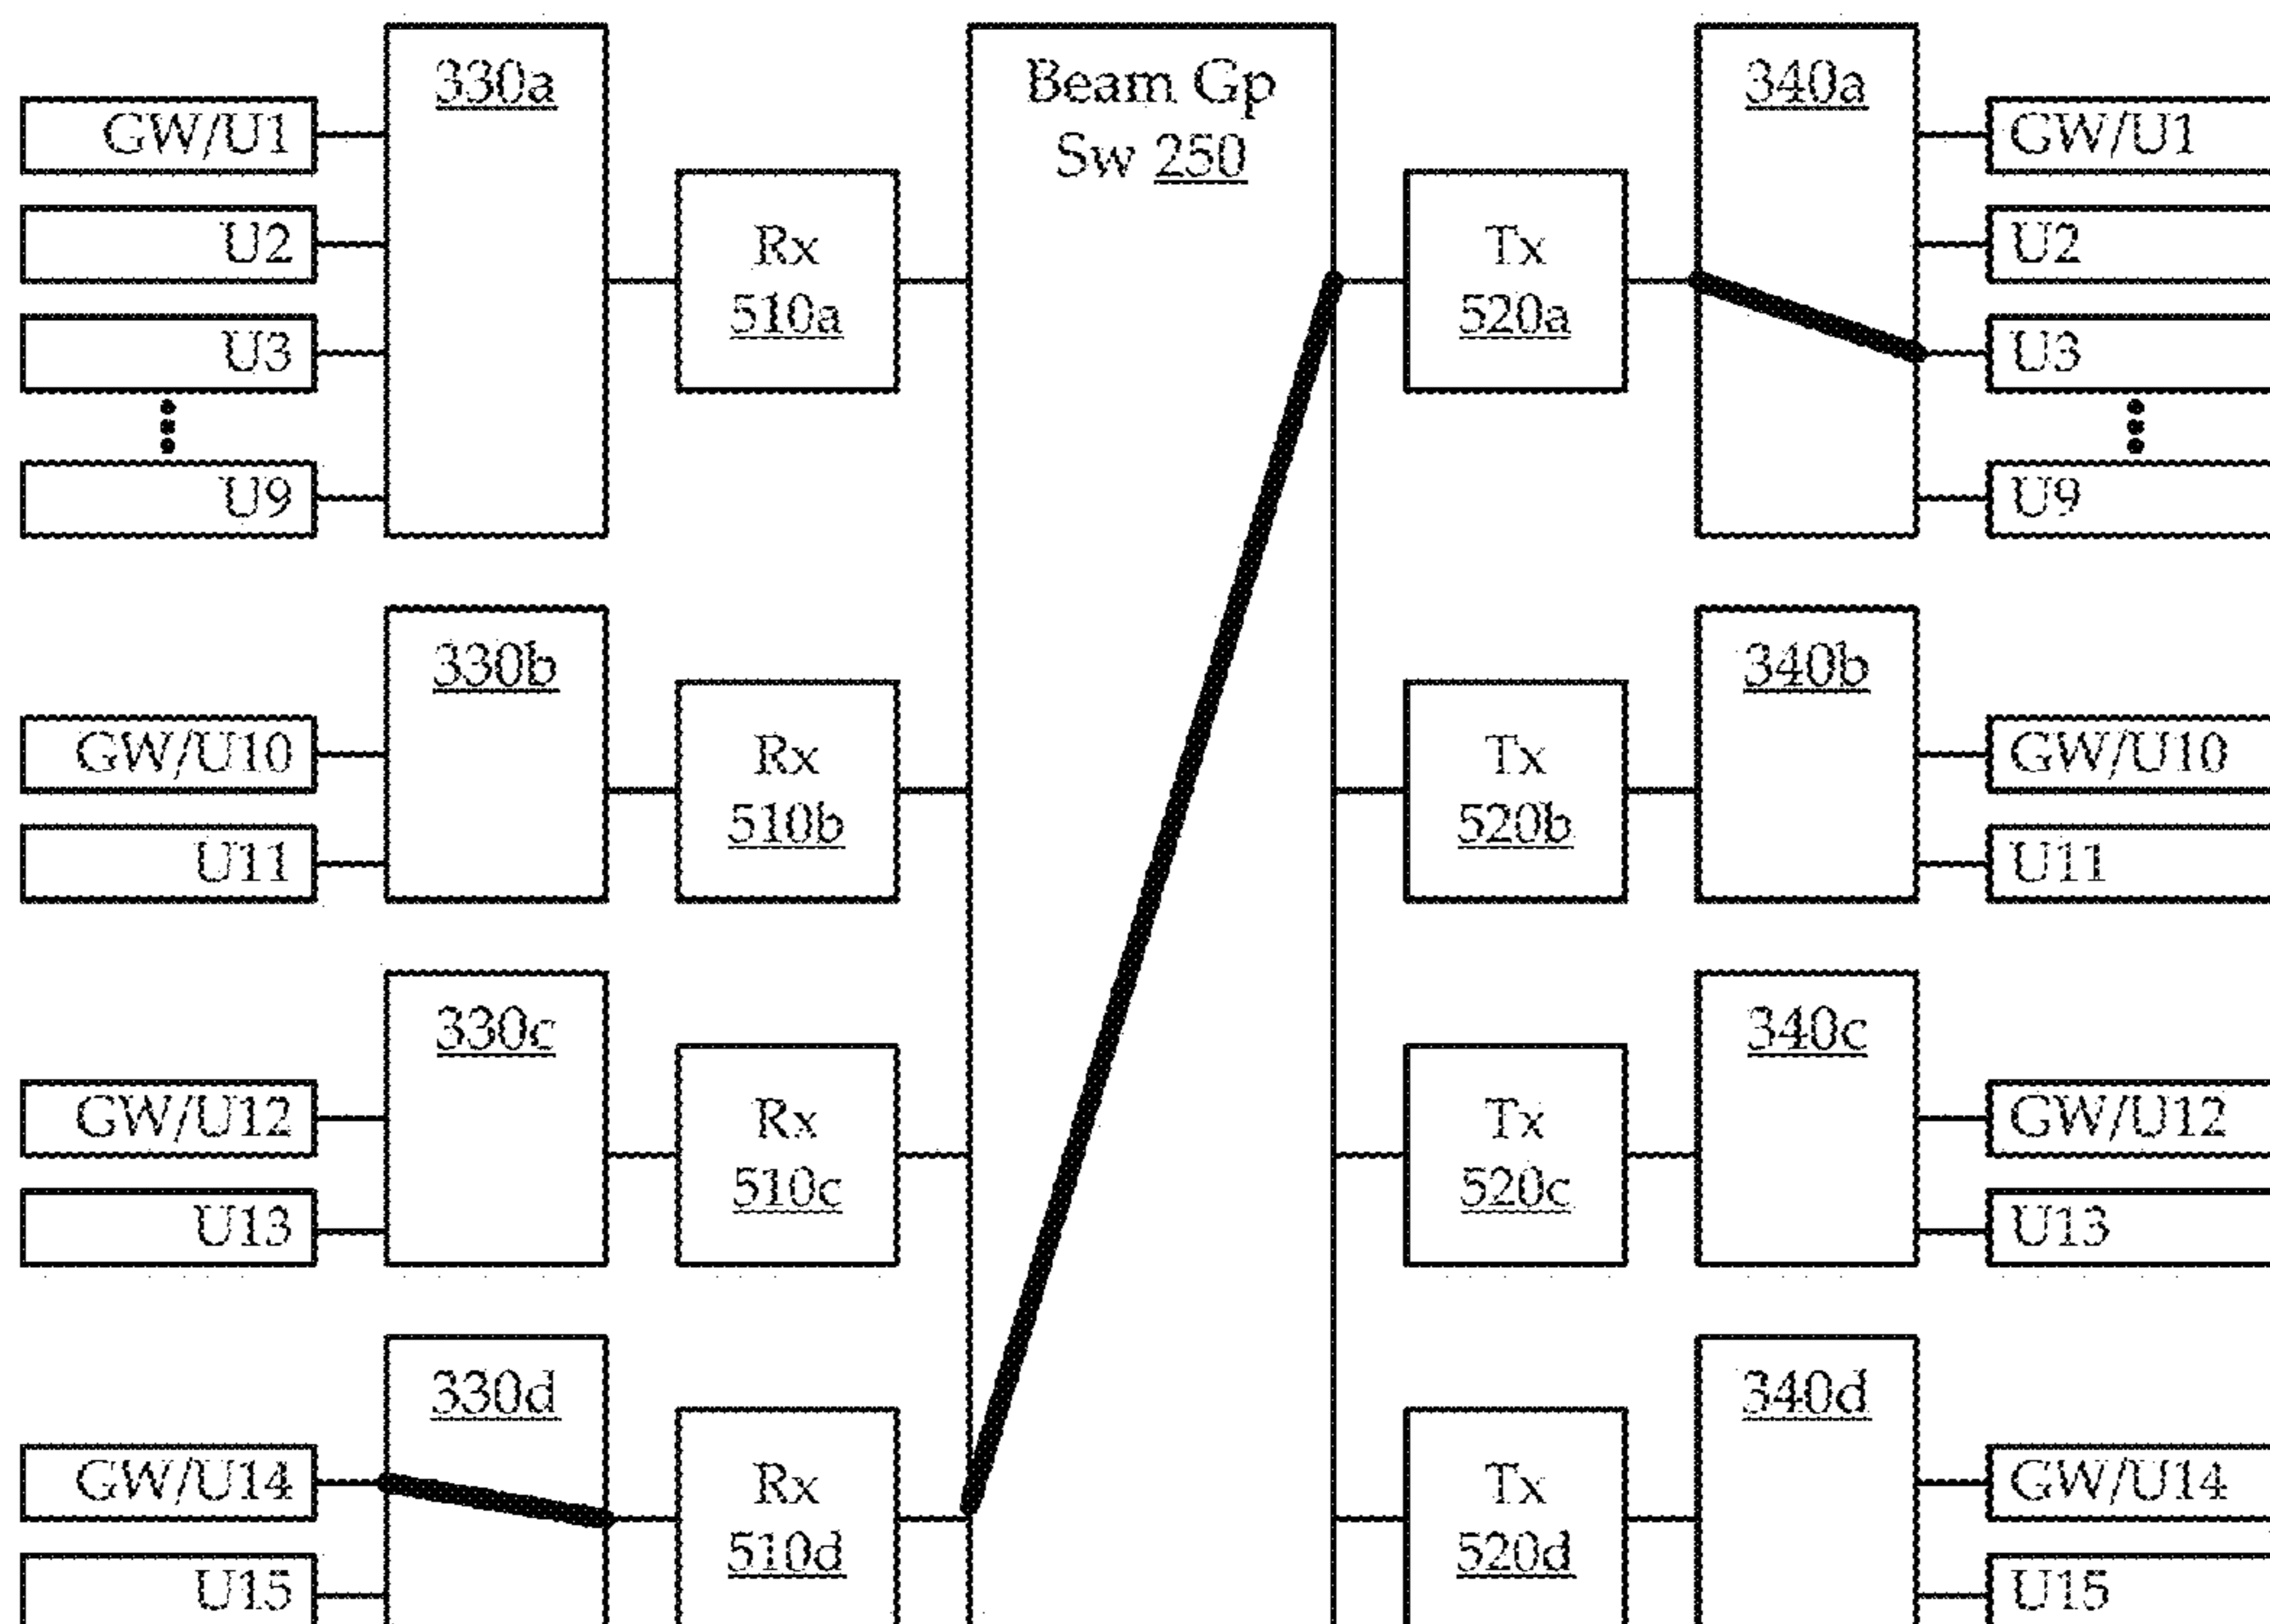 330a
GW/U1
U2
U3
U9
Rx
510a
Beam Gp
Sw 250
Tx
520a
340a
GW/U1
U2
U3
U9
330b
GW/U10
U11
Rx
510b
Tx
520b
340b
GW/U10
U11
330c
GW/U12
U13
Rx
510c
Tx
520c
340c
GW/U12
U13
330d
GW/U14
U15
Rx
510d
Tx
520d
340d
GW/U14
U15